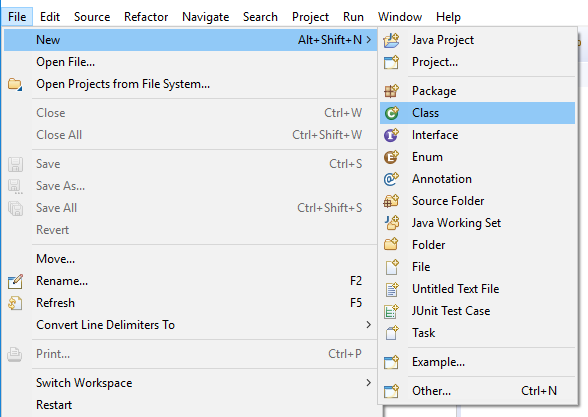 File Edit Source Refactor Navigate Search Project Run Window Help
New Alt+Shift+N
Open File...
Open Projects from File System...
Close Ctrl+W
Close All Ctrl+Shift+W
Save Ctrl+S
Save As...
Save All Ctrl+Shift+S
Revert
Move...
Rename... F2
Refresh F5
Convert Line Delimiters To
Print... Ctrl+P
Switch Workspace
Restart
Java Project
Project...
Package
Class
Interface
Enum
Annotation
Source Folder
Java Working Set
Folder
File
Untitled Text File
JUnit Test Case
Task
Example...
Other... Ctrl+N